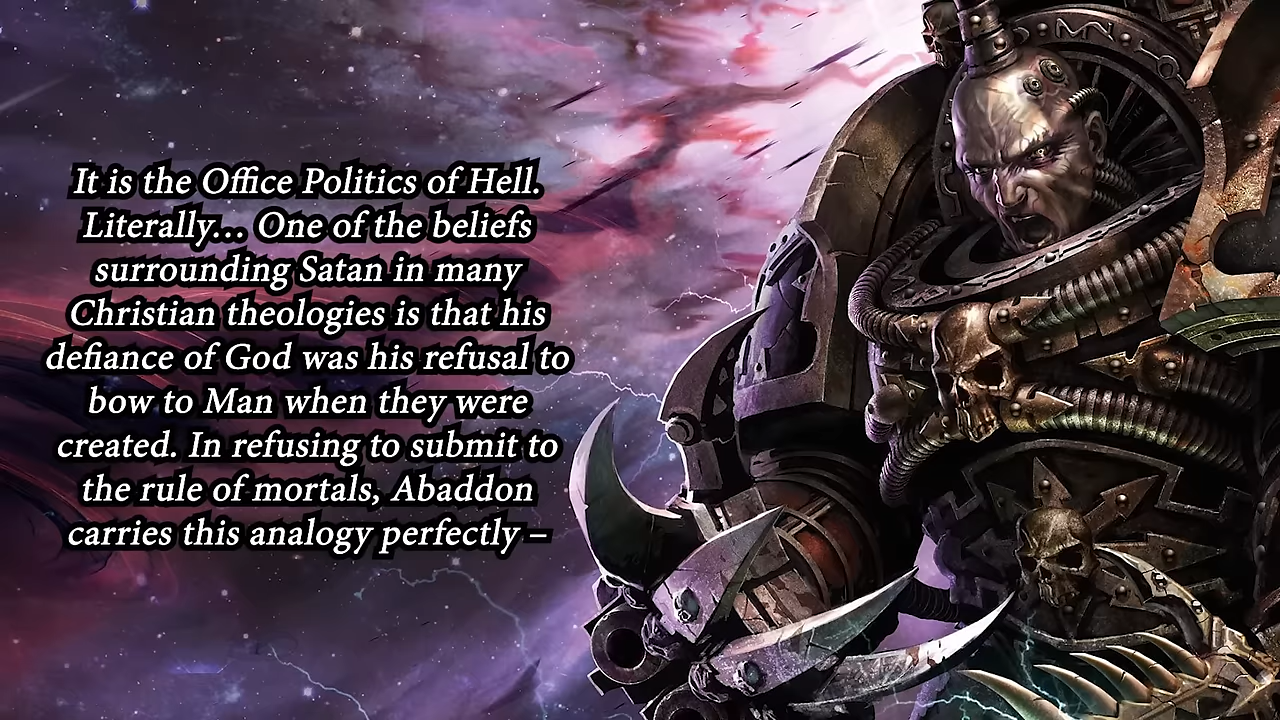 It is the Office Politics of Hell.
Literally... One of the beliefs
surrounding Satan in many
Christian theologies is that his
defiance of God was his refusal to
bow to Man when they were
created. In refusing to submit to
the rule of mortals, Abaddon
carries this analogy perfectly –